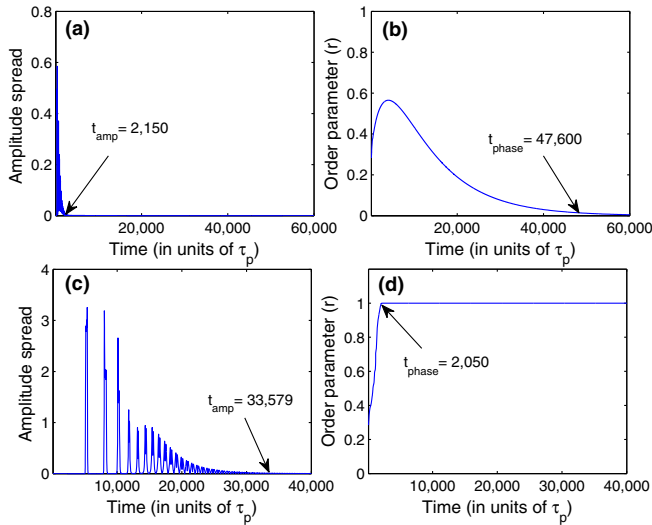 (a)
0.8
0.6
0.4
0.2
0
Amplitude spread
t_amp = 2,150
20,000 40,000 60,000
Time (in units of τ_p)
(b)
1
0.8
0.6
0.4
0.2
0
Order parameter (r)
t_phase = 47,600
20,000 40,000 60,000
Time (in units of τ_p)
(c)
4
3
2
1
0
Amplitude spread
t_amp = 33,579
10,000 20,000 30,000 40,000
Time (in units of τ_p)
(d)
1
0.8
0.6
0.4
0.2
0
Order parameter (r)
t_phase = 2,050
10,000 20,000 30,000 40,000
Time (in units of τ_p)